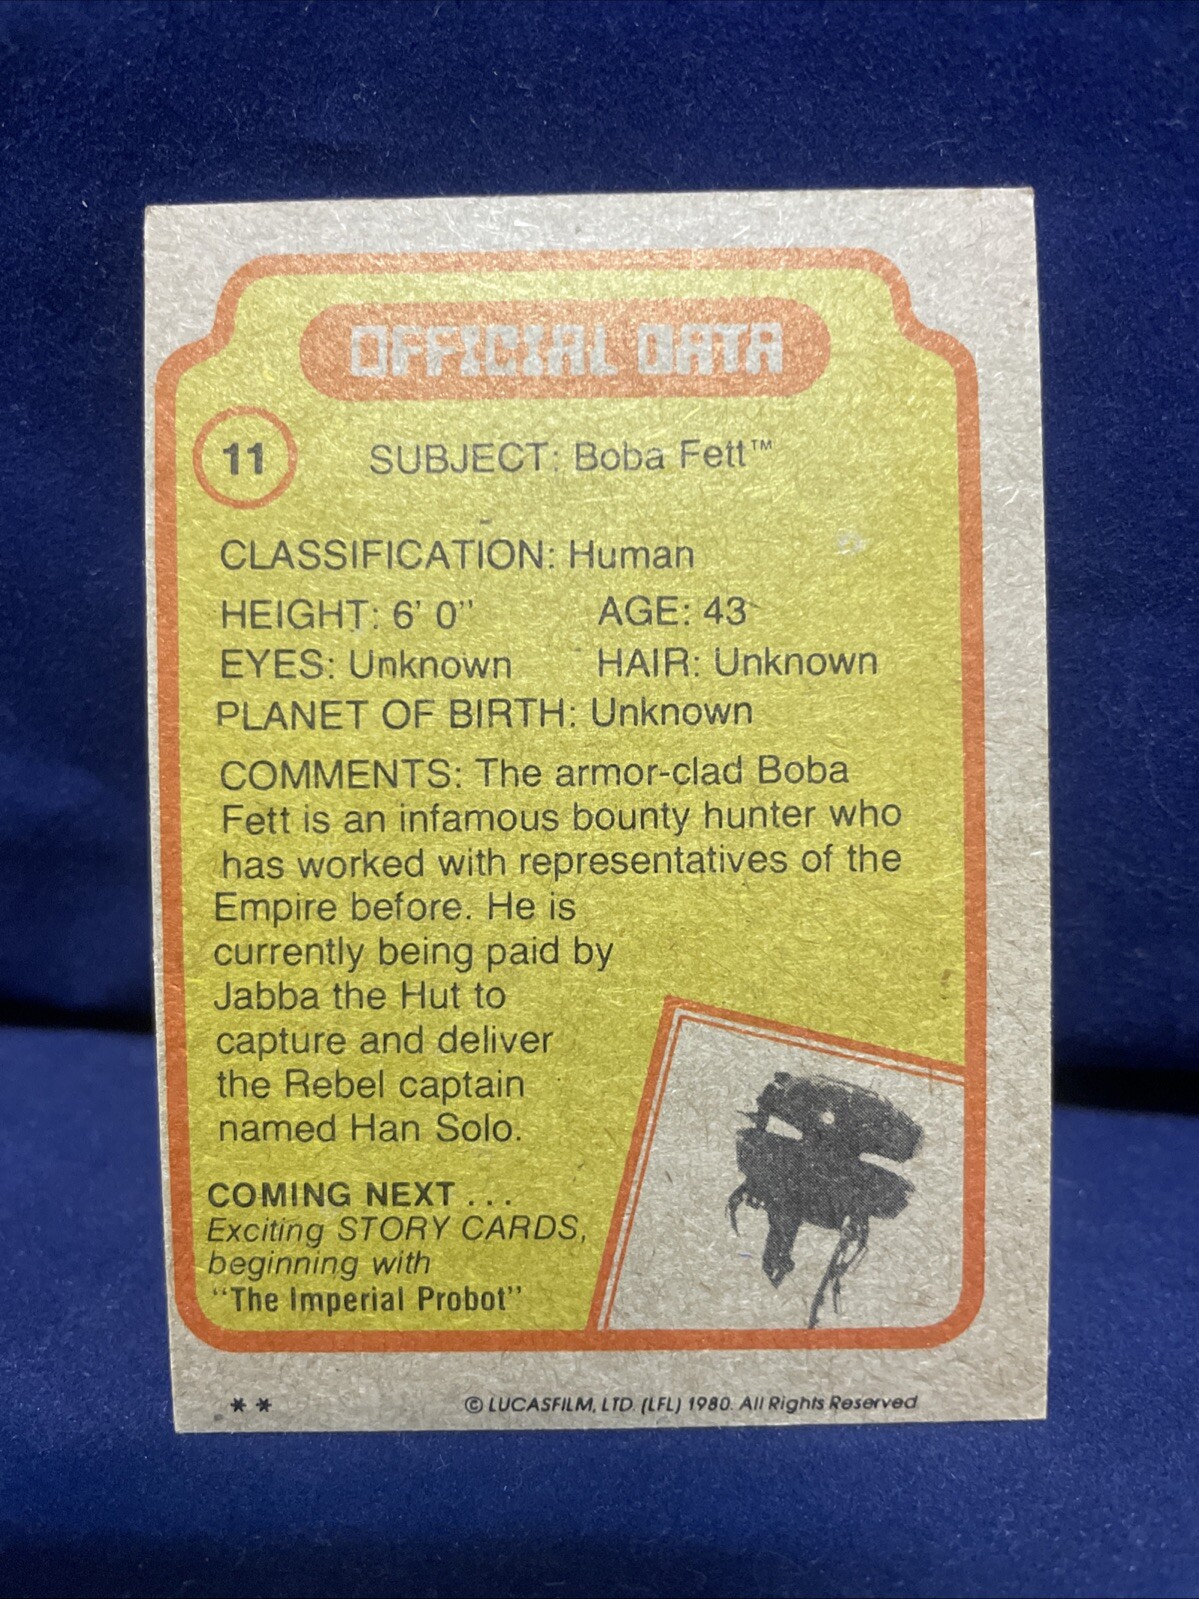 OFFICIAL DATA
11
SUBJECT: Boba Fett™
CLASSIFICATION: Human
HEIGHT: 6' 0" AGE: 43
EYES: Unknown HAIR: Unknown
PLANET OF BIRTH: Unknown
COMMENTS: The armor-clad Boba
Fett is an infamous bounty hunter who
has worked with representatives of the
Empire before. He is
currently being paid by
Jabba the Hut to
capture and deliver
the Rebel captain
named Han Solo.
COMING NEXT . . .
Exciting STORY CARDS,
beginning with
"The Imperial Probot"
** © LUCASFILM, LTD. (LFL) 1980. All Rights Reserved